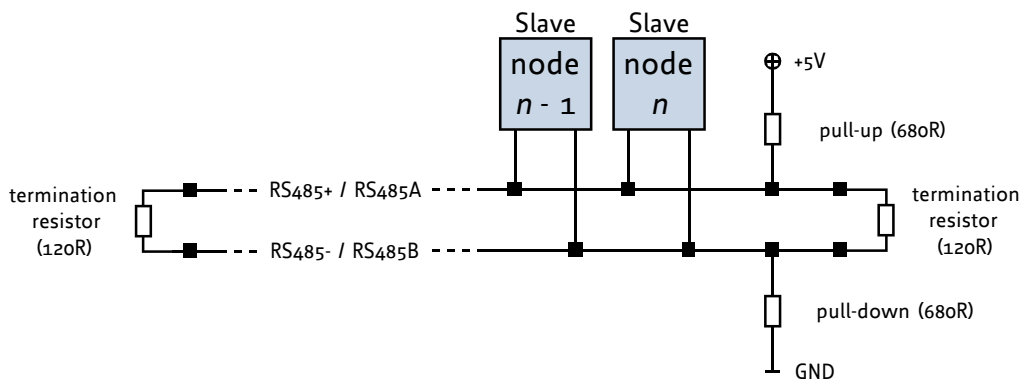 Slave
Slave
node
n - 1
node
n
+5V
pull-up (680R)
termination
resistor
(120R)
RS485+ / RS485A
RS485- / RS485B
termination
resistor
(120R)
pull-down (680R)
GND